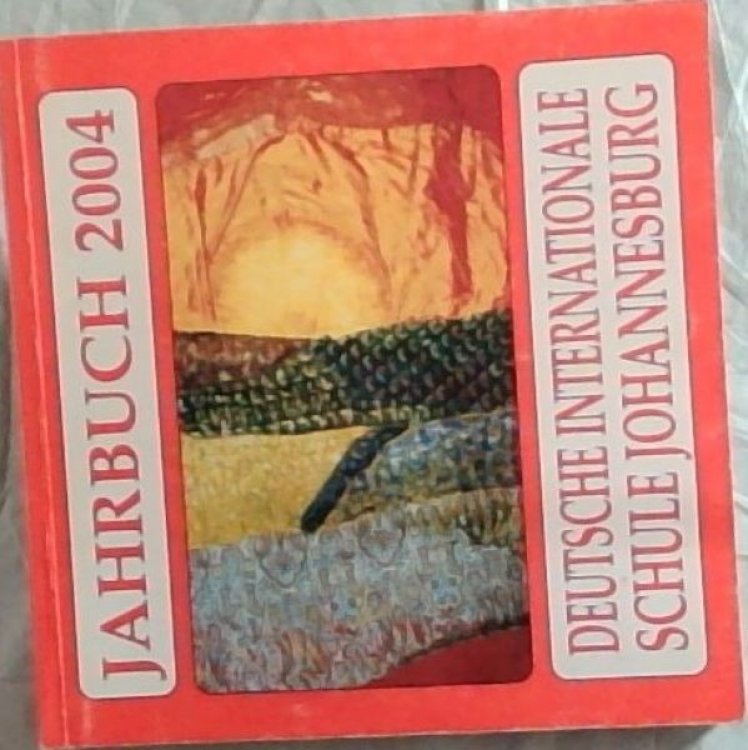 JAHRBUCH 2004
DEUTSCHE INTERNATIONALE
SCHULE JOHANNESBURG